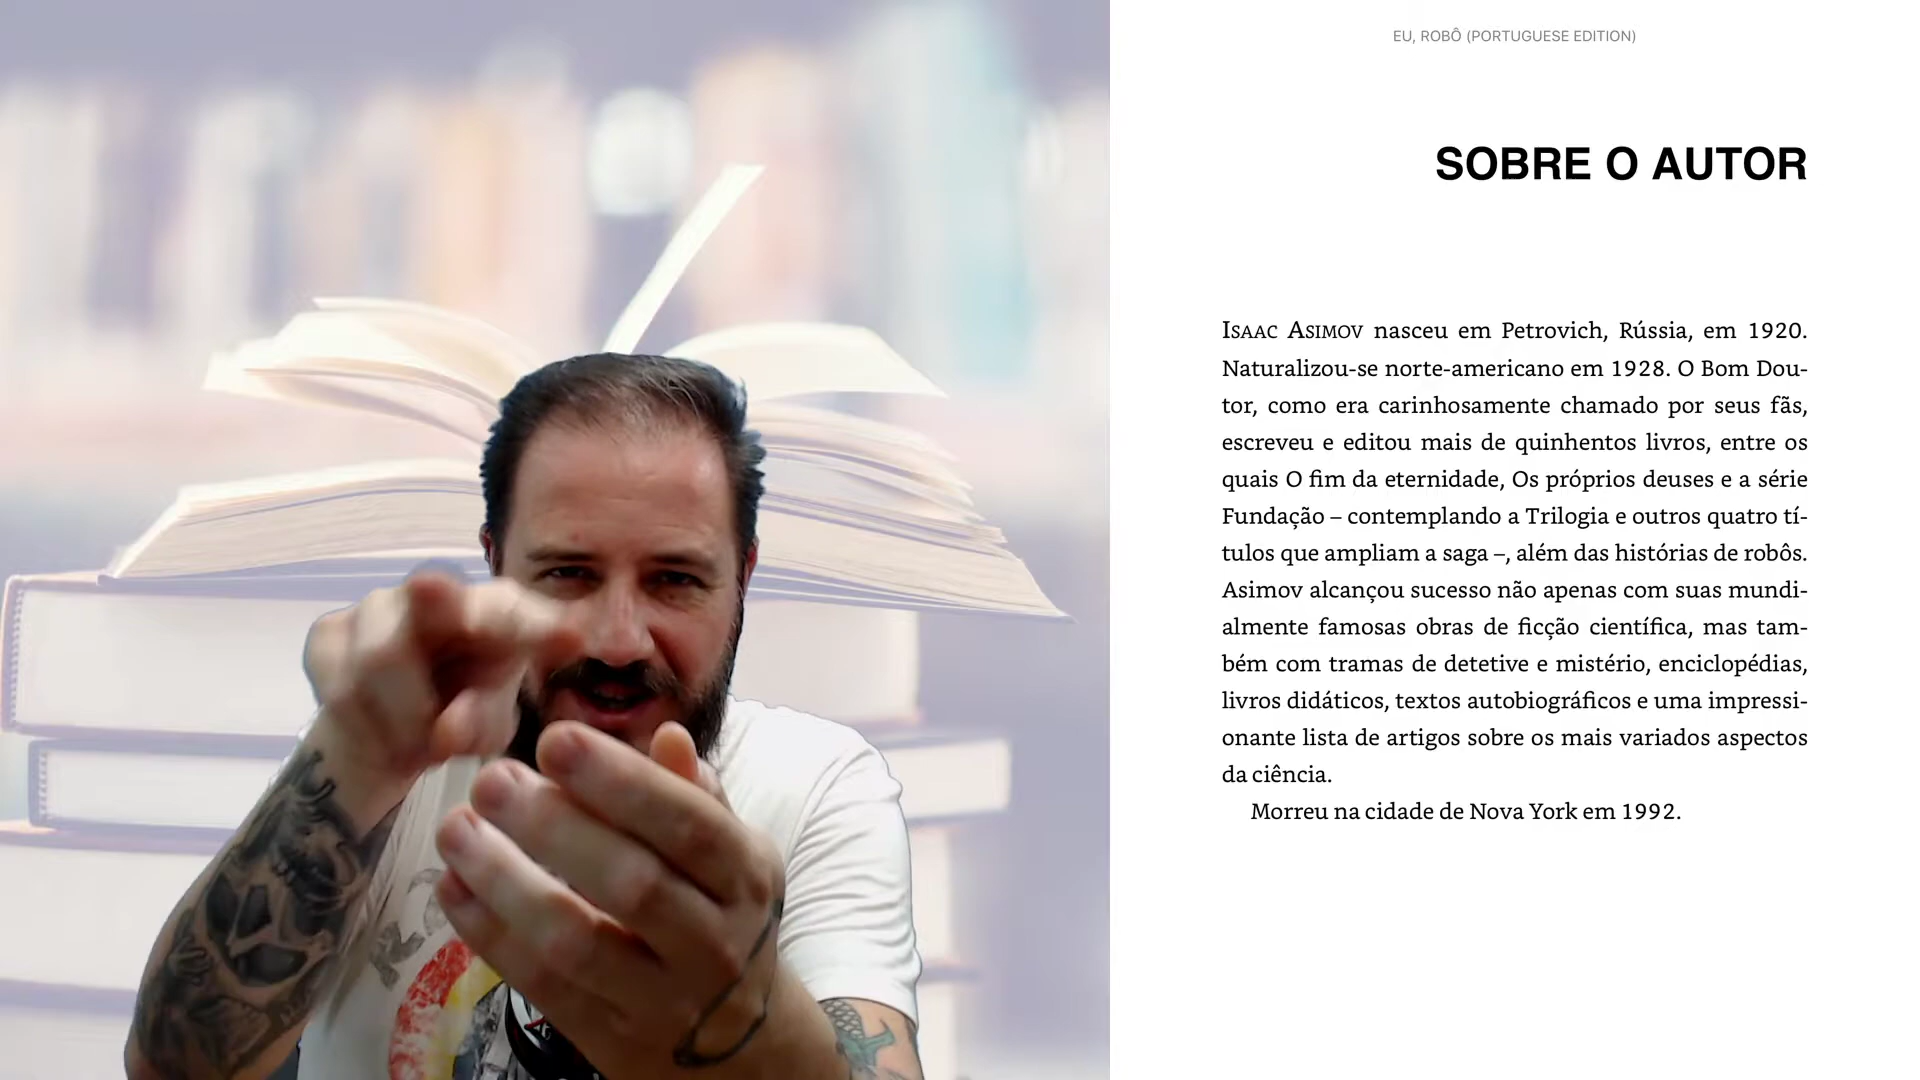 EU, ROBÔ (PORTUGUESE EDITION)
SOBRE O AUTOR
ISAAC ASIMOV nasceu em Petrovich, Rússia, em 1920.
Naturalizou-se norte-americano em 1928. O Bom Dou-
tor, como era carinhosamente chamado por seus fãs,
escreveu e editou mais de quinhentos livros, entre os
quais O fim da eternidade, Os próprios deuses e a série
Fundação – contemplando a Trilogia e outros quatro tí-
tulos que ampliam a saga –, além das histórias de robôs.
Asimov alcançou sucesso não apenas com suas mundi-
almente famosas obras de ficção científica, mas tam-
bém com tramas de detetive e mistério, enciclopédias,
livros didáticos, textos autobiográficos e uma impressi-
onante lista de artigos sobre os mais variados aspectos
da ciência.
Morreu na cidade de Nova York em 1992.